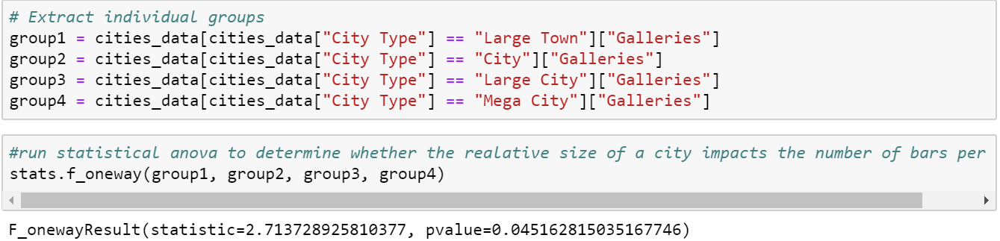 # Extract individual groups
group1 = cities_data[cities_data["City Type"] == "Large Town"]["Galleries"]
group2 = cities_data[cities_data["City Type"] == "City"]["Galleries"]
group3 = cities_data[cities_data["City Type"] == "Large City"]["Galleries"]
group4 = cities_data[cities_data["City Type"] == "Mega City"]["Galleries"]
#run statistical anova to determine whether the realative size of a city impacts the number of bars per
stats.f_oneway(group1, group2, group3, group4)
F_onewayResult(statistic=2.713728925810377, pvalue=0.045162815035167746)